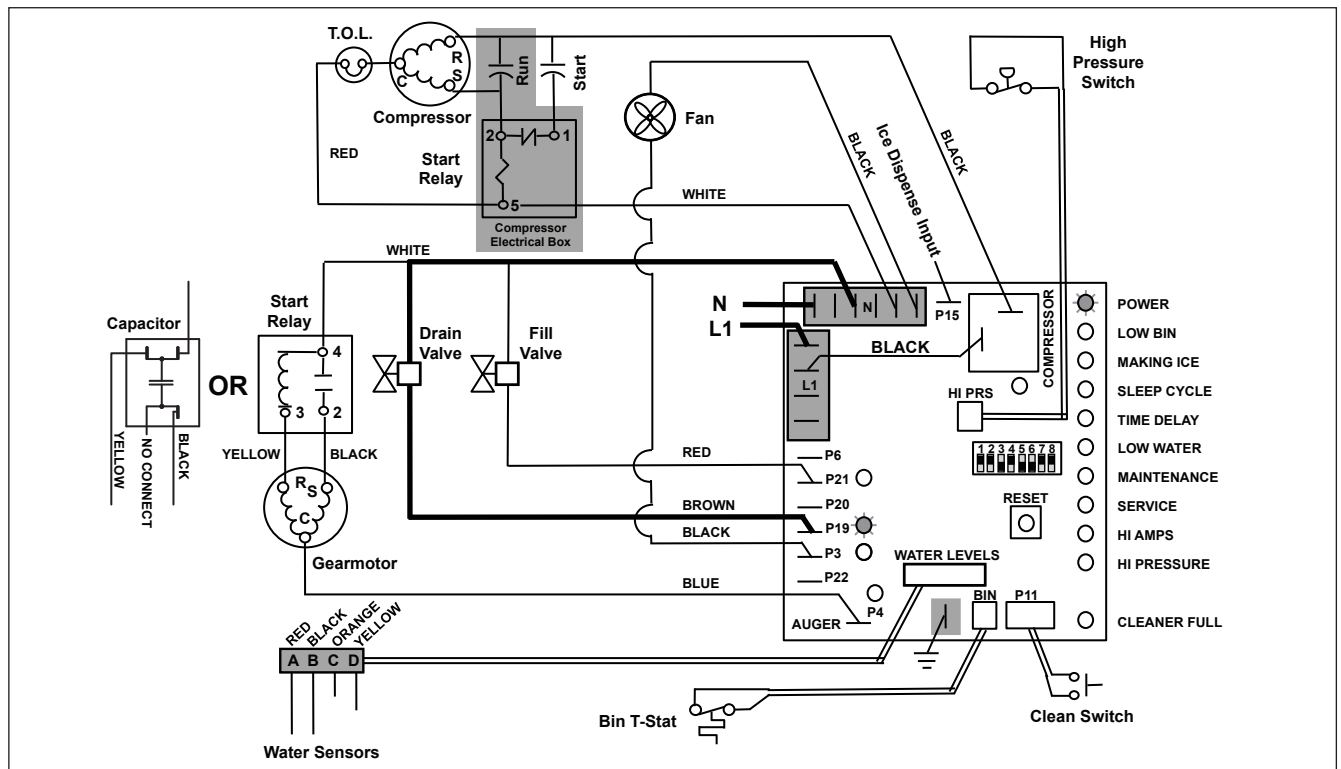 T.O.L.
R
S
C
Compressor
Run
Start
RED
2
1
Start
Relay
5
Compressor
Electrical Box
Fan
High
Pressure
Switch
BLACK
Ice Dispense Input
BLACK
WHITE
WHITE
Capacitor
YELLOW
NO CONNECT
BLACK
OR
Start
Relay
4
3
2
YELLOW
BLACK
R
S
C
Gearmotor
Drain
Valve
Fill
Valve
N
L1
N
P15
BLACK
L1
COMPRESSOR
HI PRS
1 2 3 4 5 6 7 8
RESET
RED
BROWN
BLACK
BLUE
P6
P21
P20
P19
P3
P22
P4
AUGER
WATER LEVELS
BIN
P11
POWER
LOW BIN
MAKING ICE
SLEEP CYCLE
TIME DELAY
LOW WATER
MAINTENANCE
SERVICE
HI AMPS
HI PRESSURE
CLEANER FULL
RED
BLACK
ORANGE
YELLOW
A B C D
Water Sensors
Bin T-Stat
Clean Switch